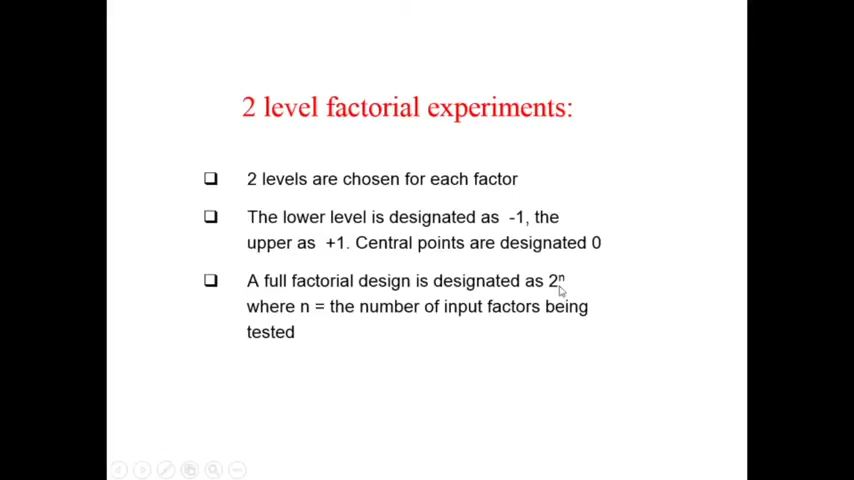 2 level factorial experiments:
❑ 2 levels are chosen for each factor
❑ The lower level is designated as -1, the
upper as +1. Central points are designated 0
❑ A full factorial design is designated as 2ⁿ
where n = the number of input factors being
tested